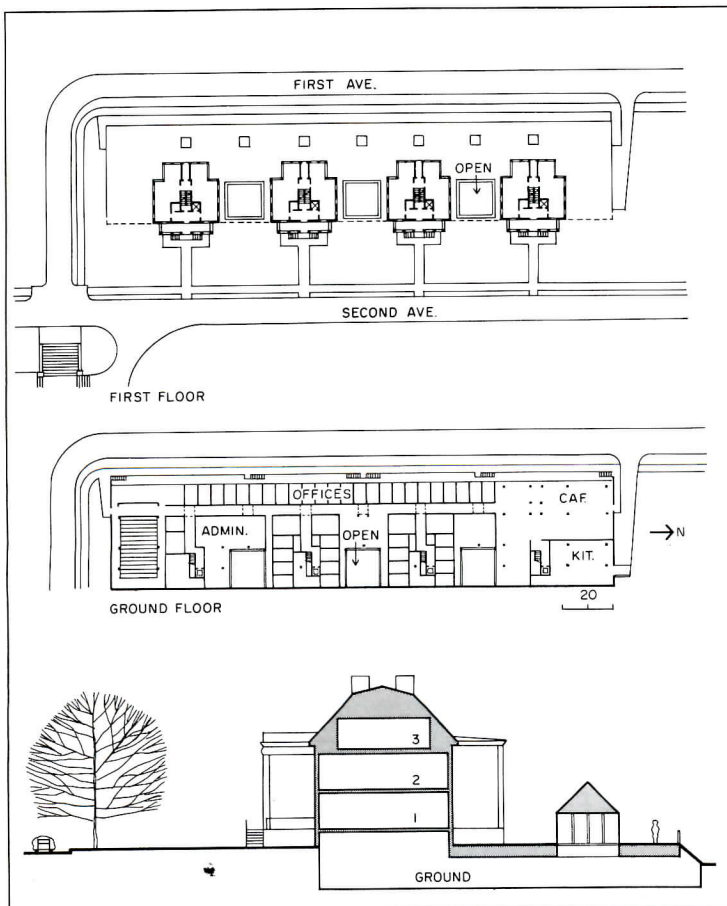 FIRST AVE.
OPEN
SECOND AVE.
FIRST FLOOR
OFFICES
CAF.
ADMIN.
OPEN
N
KIT.
GROUND FLOOR
20
3
2
1
GROUND